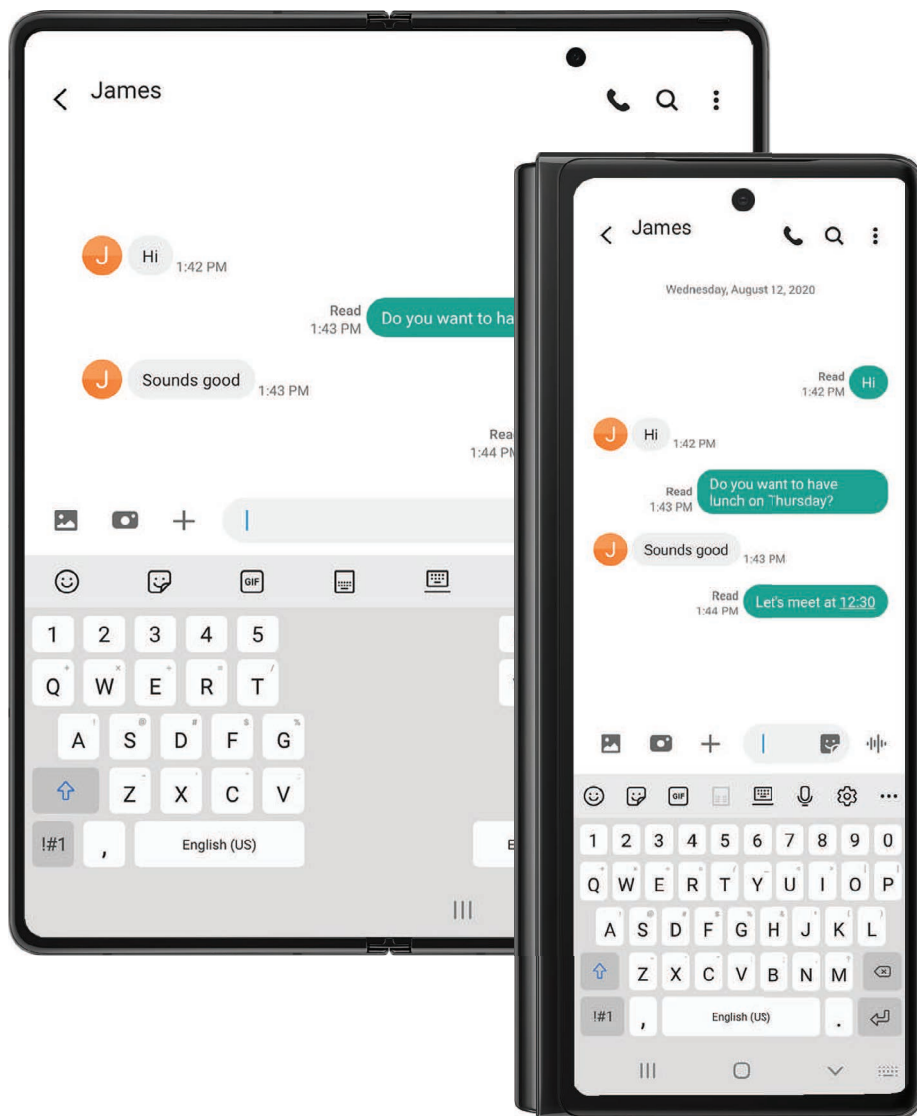 James
J Hi 1:42 PM
Read
1:43 PM
Do you want to ha
J Sounds good 1:43 PM
Rea
1:44 PM
GIF
1 2 3 4 5
Q W E R T
A S D F G
Z X C V
!#1 , English (US)
E
James
Wednesday, August 12, 2020
Read
1:42 PM
Hi
J Hi 1:42 PM
Read
1:43 PM
Do you want to have
lunch on Thursday?
J Sounds good 1:43 PM
Read
1:44 PM
Let's meet at 12:30
GIF
1 2 3 4 5 6 7 8 9 0
Q W E R T Y U I O P
A S D F G H J K L
Z X C V B N M
!#1 , English (US) .